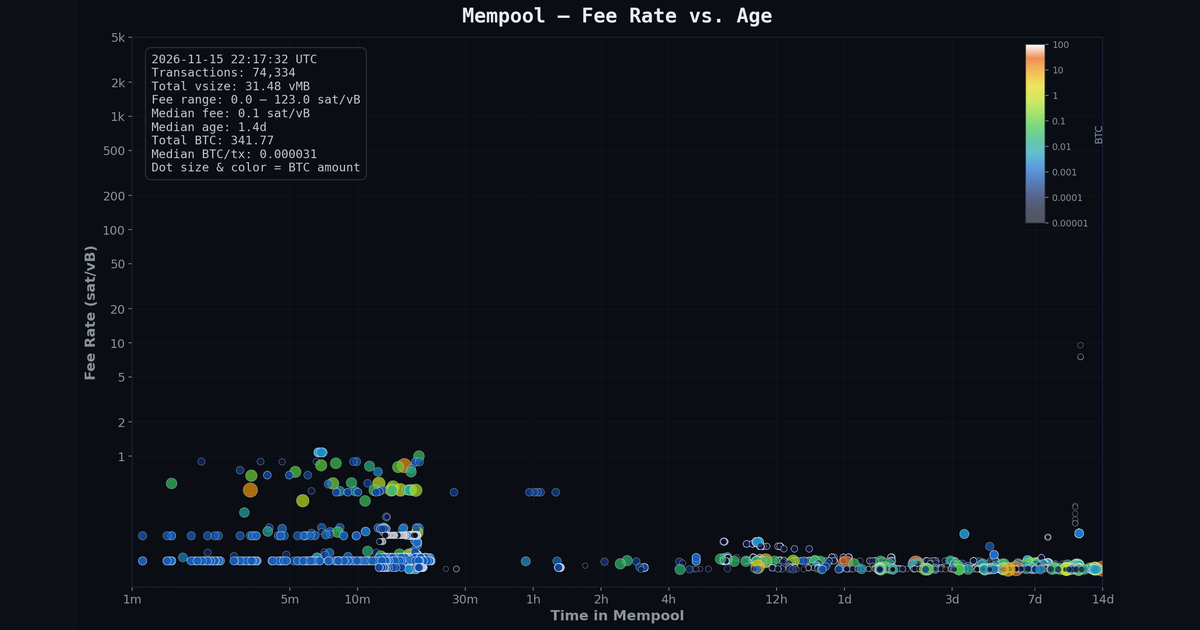 Mempool — Fee Rate vs. Age
5k
2k
1k
500
200
100
50
20
10
5
2
1
Fee Rate (sat/vB)
2026-11-15 22:17:32 UTC
Transactions: 74,334
Total vsize: 31.48 vMB
Fee range: 0.0 — 123.0 sat/vB
Median fee: 0.1 sat/vB
Median age: 1.4d
Total BTC: 341.77
Median BTC/tx: 0.000031
Dot size & color = BTC amount
100
10
1
0.1
0.01
0.001
0.0001
0.00001
BTC
1m
5m
10m
30m
1h
2h
4h
12h
1d
3d
7d
14d
Time in Mempool